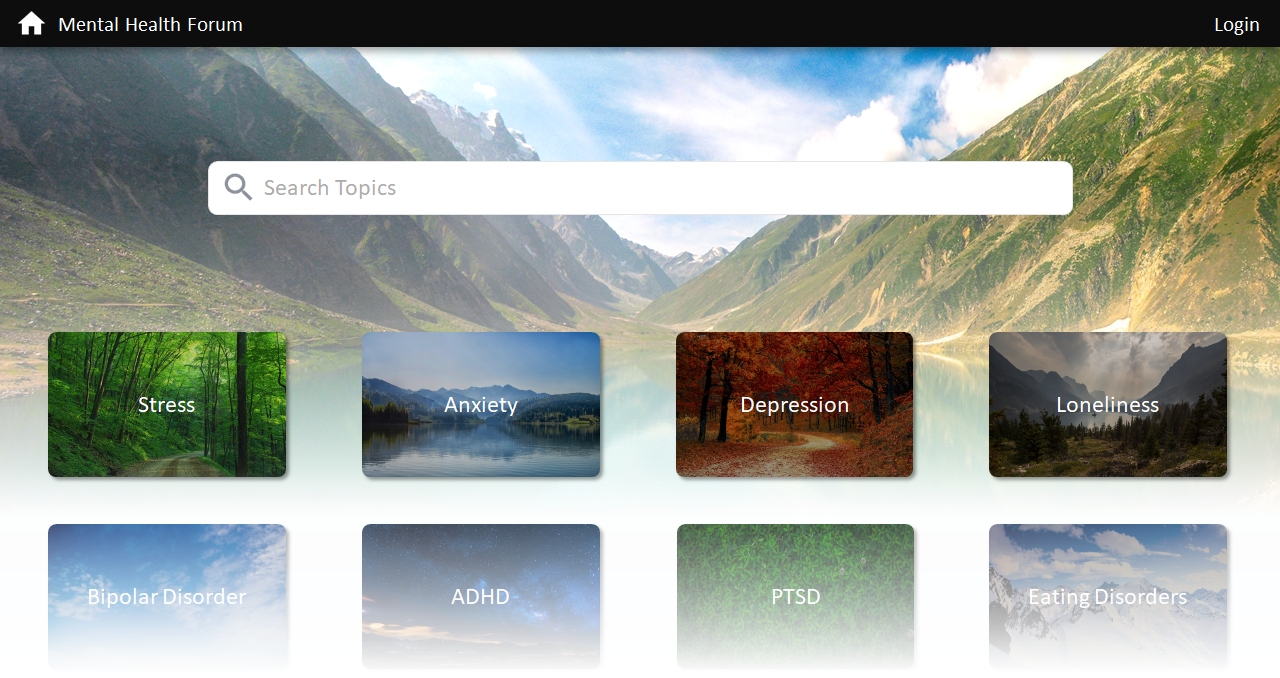 Mental Health Forum
Login
Search Topics
Stress
Anxiety
Depression
Loneliness
Bipolar Disorder
ADHD
PTSD
Eating Disorders